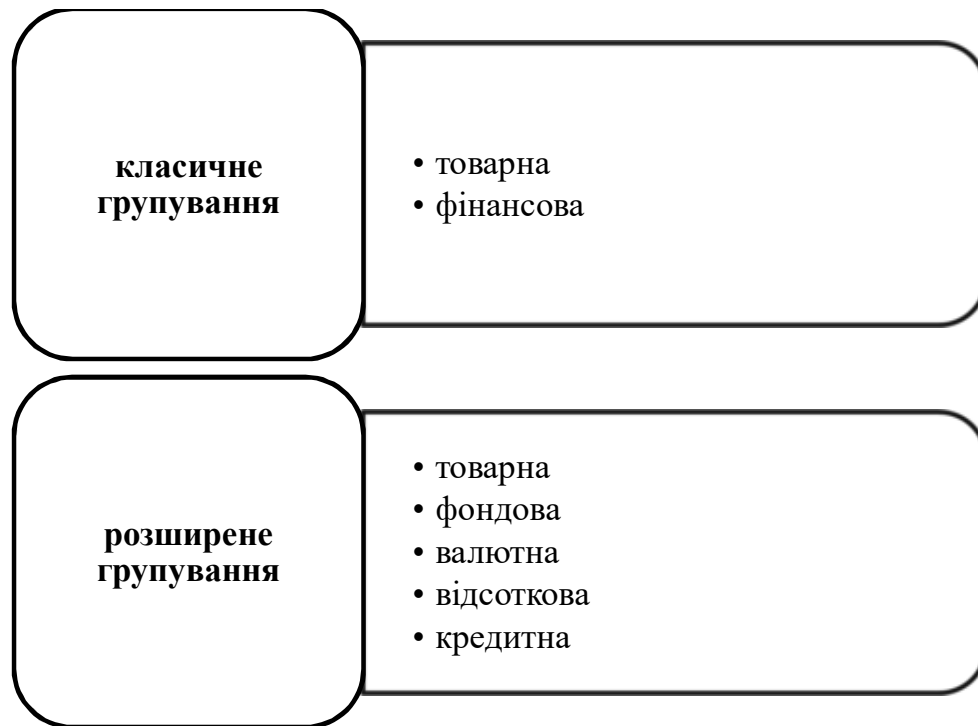 класичне
групування
• товарна
• фінансова
розширене
групування
• товарна
• фондова
• валютна
• відсоткова
• кредитна